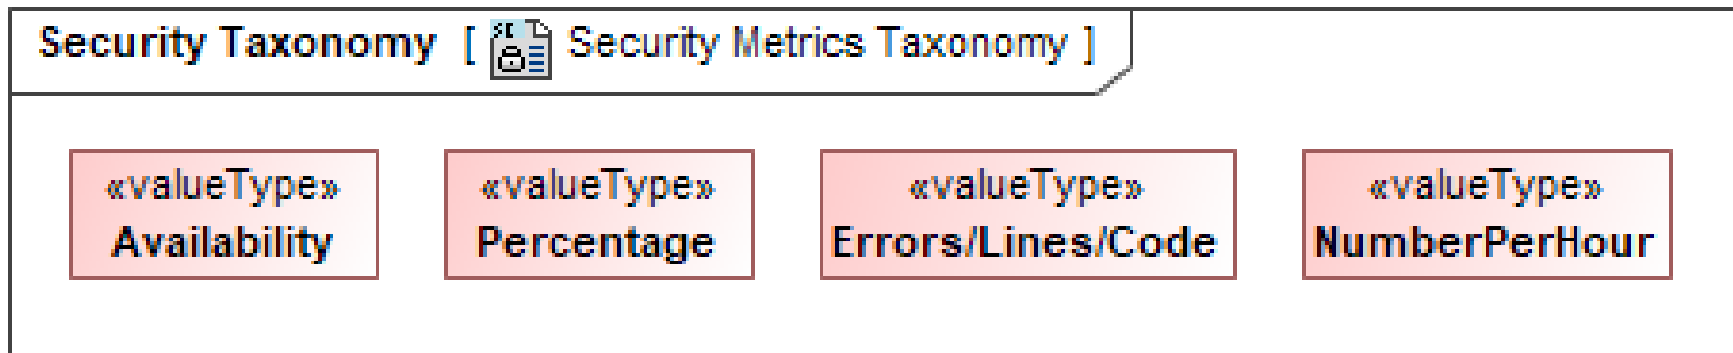 Security Taxonomy [ Security Metrics Taxonomy ]
«valueType»
Availability
«valueType»
Percentage
«valueType»
Errors/Lines/Code
«valueType»
NumberPerHour